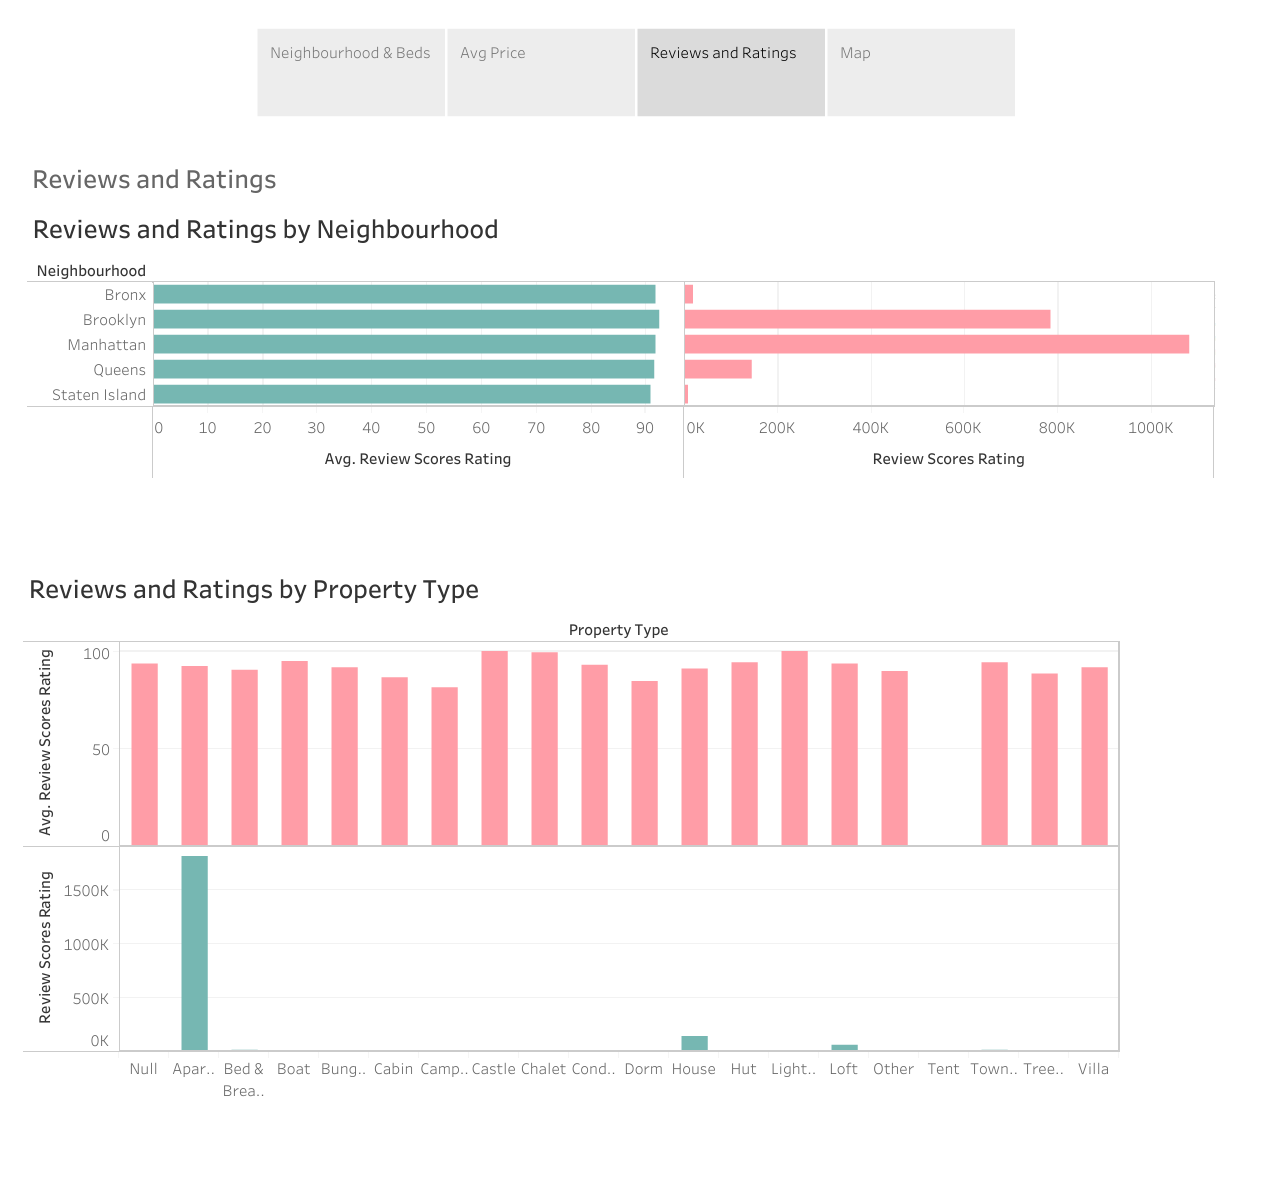 Neighbourhood & Beds Avg Price Reviews and Ratings Map
Reviews and Ratings
Reviews and Ratings by Neighbourhood
Neighbourhood
Bronx
Brooklyn
Manhattan
Queens
Staten Island
0 10 20 30 40 50 60 70 80 90 0K 200K 400K 600K 800K 1000K
Avg. Review Scores Rating Review Scores Rating
Reviews and Ratings by Property Type
Property Type
Avg. Review Scores Rating
100
50
0
Review Scores Rating
1500K
1000K
500K
0K
Null Apar.. Bed & Boat Bung.. Cabin Camp.. Castle Chalet Cond.. Dorm House Hut Light.. Loft Other Tent Town.. Tree.. Villa
Brea..